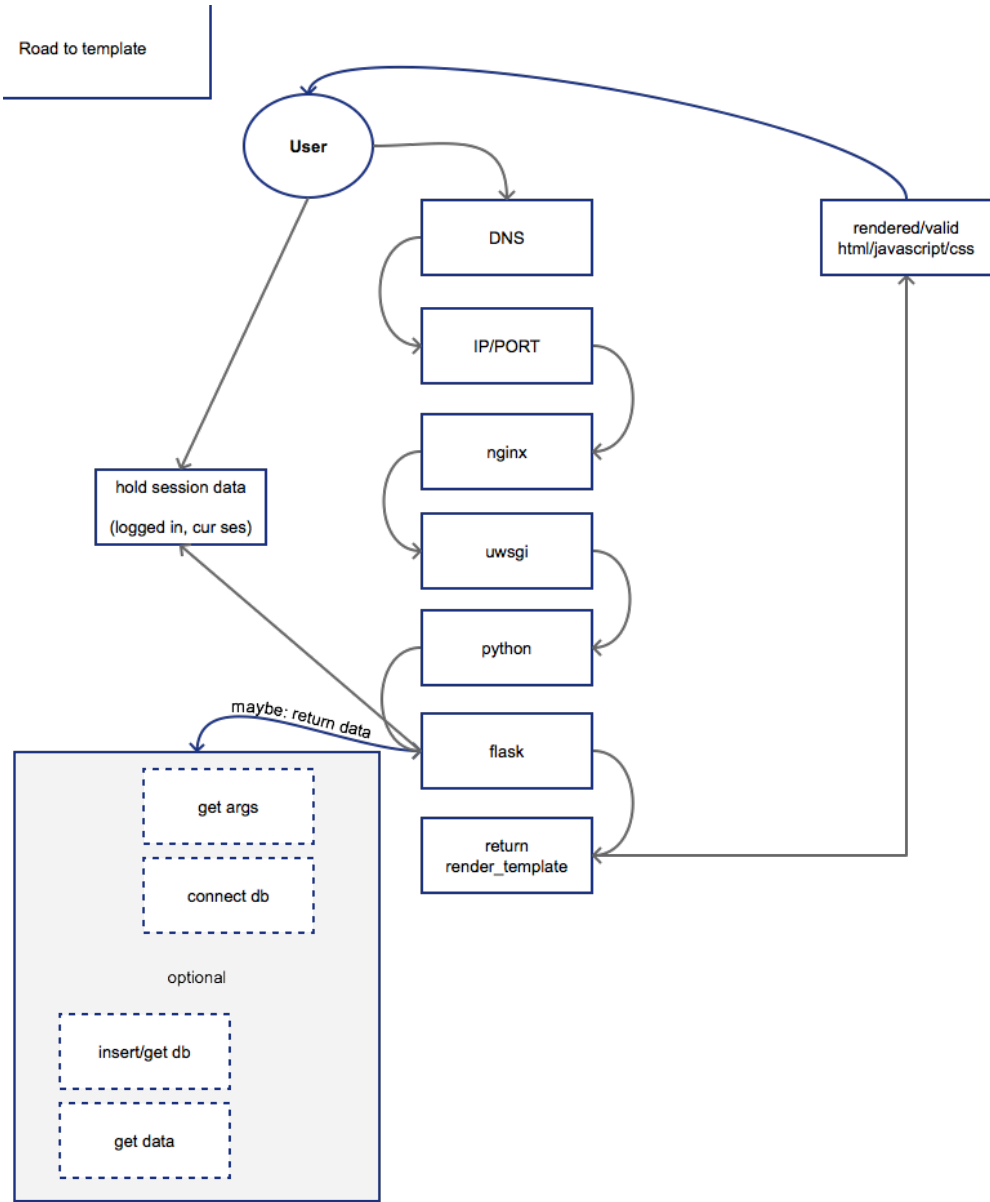 Road to template
User
DNS
rendered/valid
html/javascript/css
IP/PORT
nginx
hold session data
(logged in, cur ses)
uwsgi
python
maybe: return data
flask
get args
return
render_template
connect db
optional
insert/get db
get data